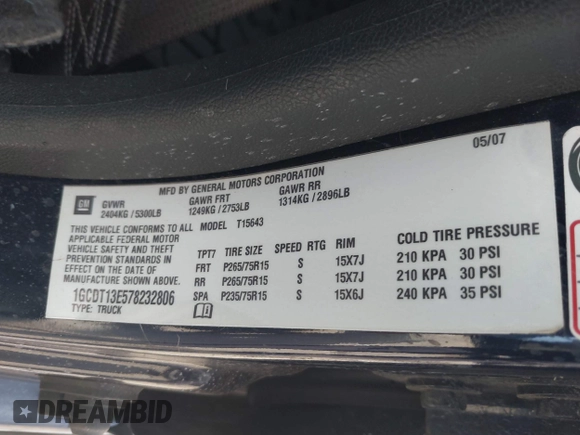 05/07
MFD BY GENERAL MOTORS CORPORATION
GM GVWR GAWR FRT GAWR RR
2404KG / 5300LB 1249KG / 2753LB 1314KG / 2896LB
THIS VEHICLE CONFORMS TO ALL MODEL T15643
APPLICABLE FEDERAL MOTOR
VEHICLE SAFETY AND THEFT
PREVENTION STANDARDS IN
EFFECT ON THE DATE OF
MANUFACTURE SHOWN ABOVE.
1GCDT13E578232806
TYPE: TRUCK
TPT7 TIRE SIZE SPEED RTG RIM COLD TIRE PRESSURE
FRT P265/75R15 S 15X7J 210 KPA 30 PSI
RR P265/75R15 S 15X7J 210 KPA 30 PSI
SPA P235/75R15 S 15X6J 240 KPA 35 PSI
DREAMBID